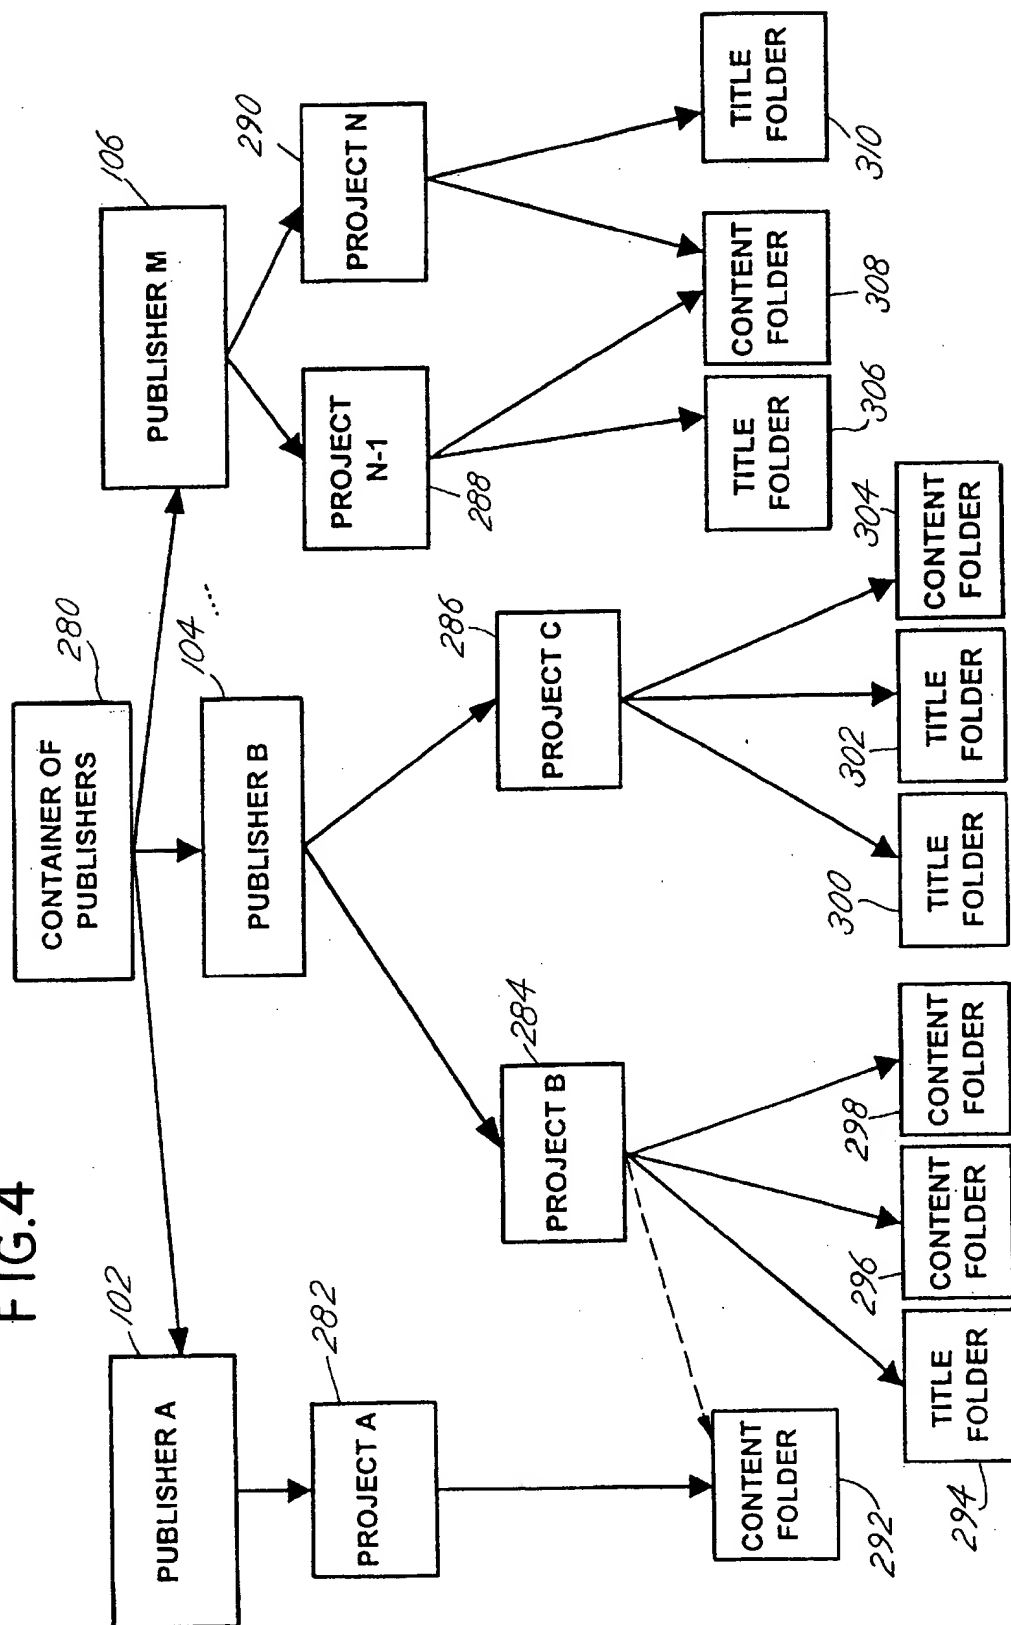 FIG.4
CONTAINER OF
PUBLISHERS
280
PUBLISHER A
102
PUBLISHER B
104
....
PUBLISHER M
106
PROJECT A
282
PROJECT B
284
PROJECT C
286
PROJECT
N-1
288
PROJECT N
290
CONTENT
FOLDER
292
TITLE
FOLDER
294
CONTENT
FOLDER
296
CONTENT
FOLDER
298
TITLE
FOLDER
300
TITLE
FOLDER
302
CONTENT
FOLDER
304
TITLE
FOLDER
306
CONTENT
FOLDER
308
TITLE
FOLDER
310